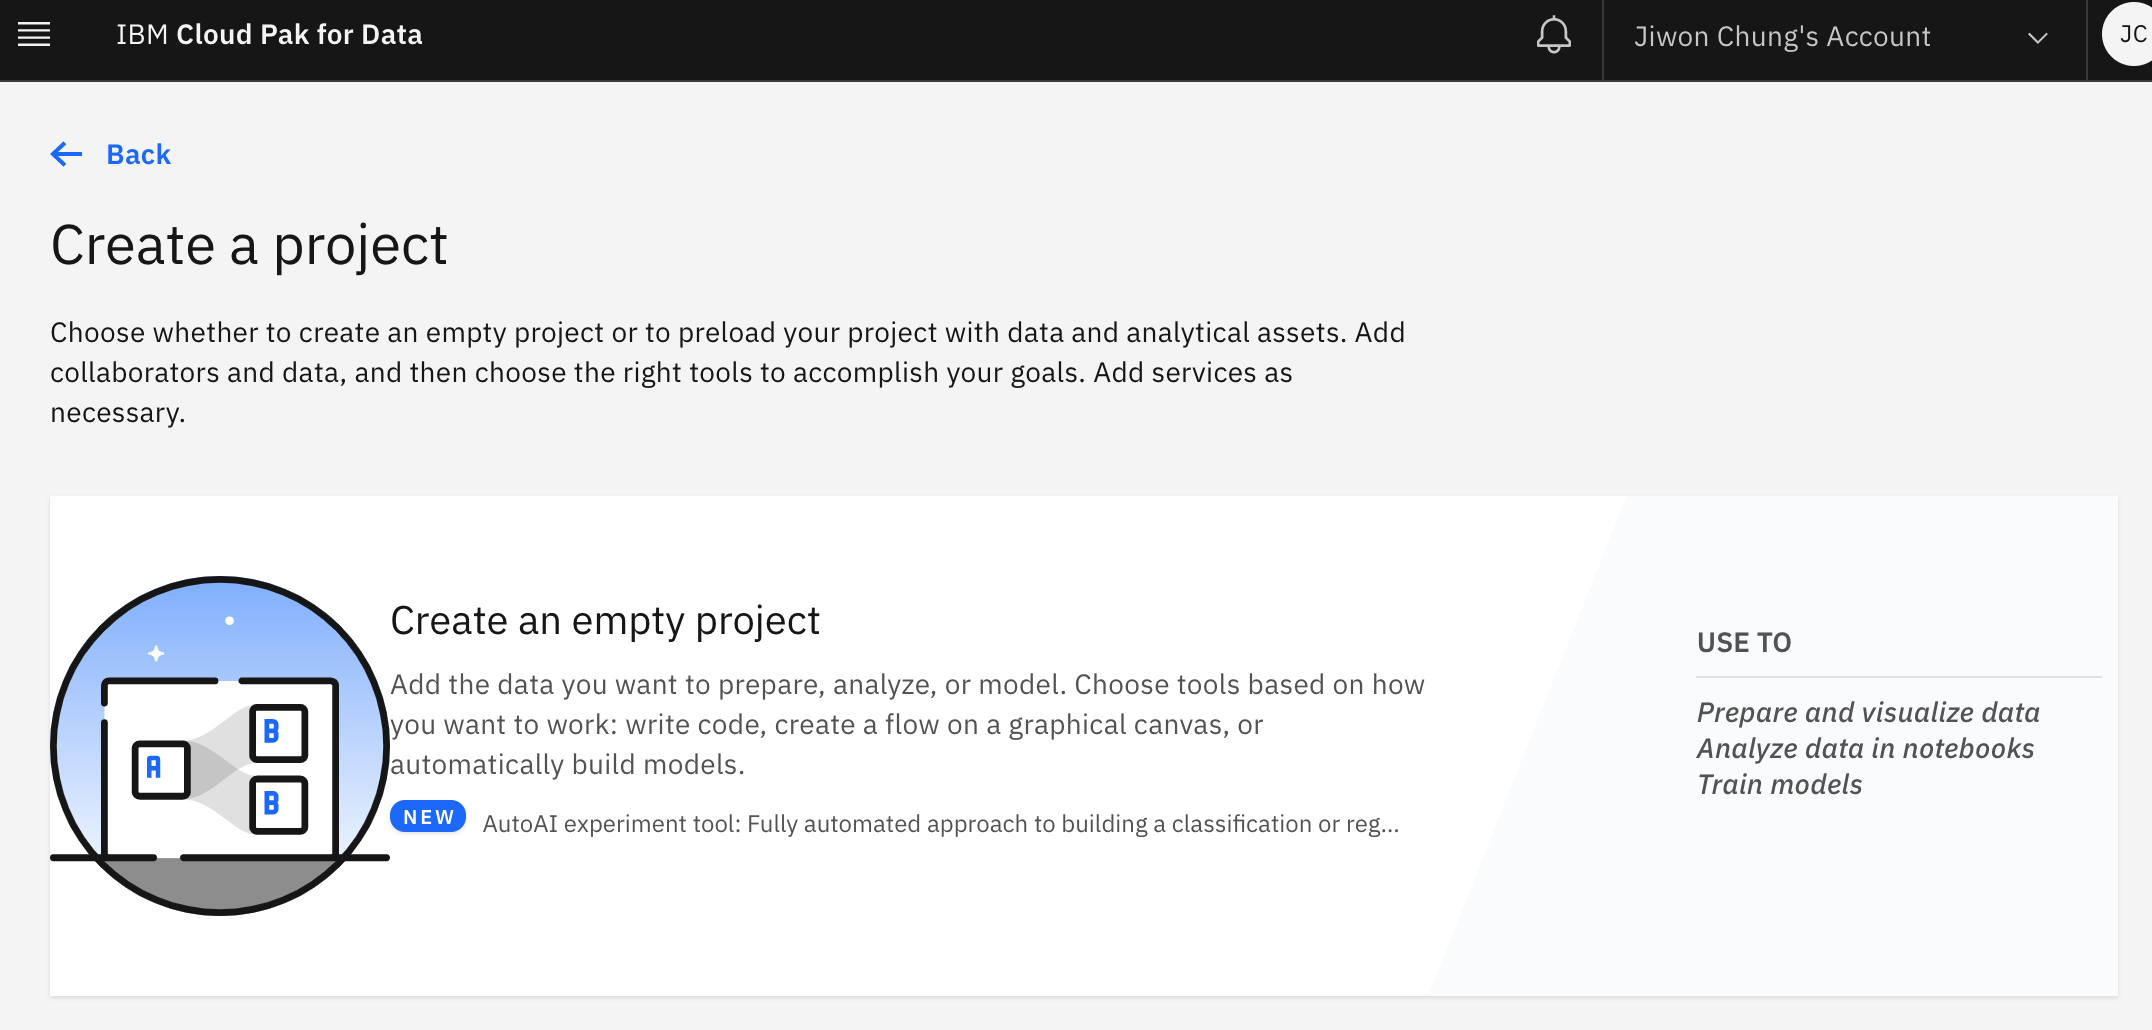 IBM Cloud Pak for Data
Jiwon Chung's Account
JC
Back
Create a project
Choose whether to create an empty project or to preload your project with data and analytical assets. Add
collaborators and data, and then choose the right tools to accomplish your goals. Add services as
necessary.
Create an empty project
Add the data you want to prepare, analyze, or model. Choose tools based on how
you want to work: write code, create a flow on a graphical canvas, or
automatically build models.
NEW AutoAI experiment tool: Fully automated approach to building a classification or reg...
A
B
B
USE TO
Prepare and visualize data
Analyze data in notebooks
Train models